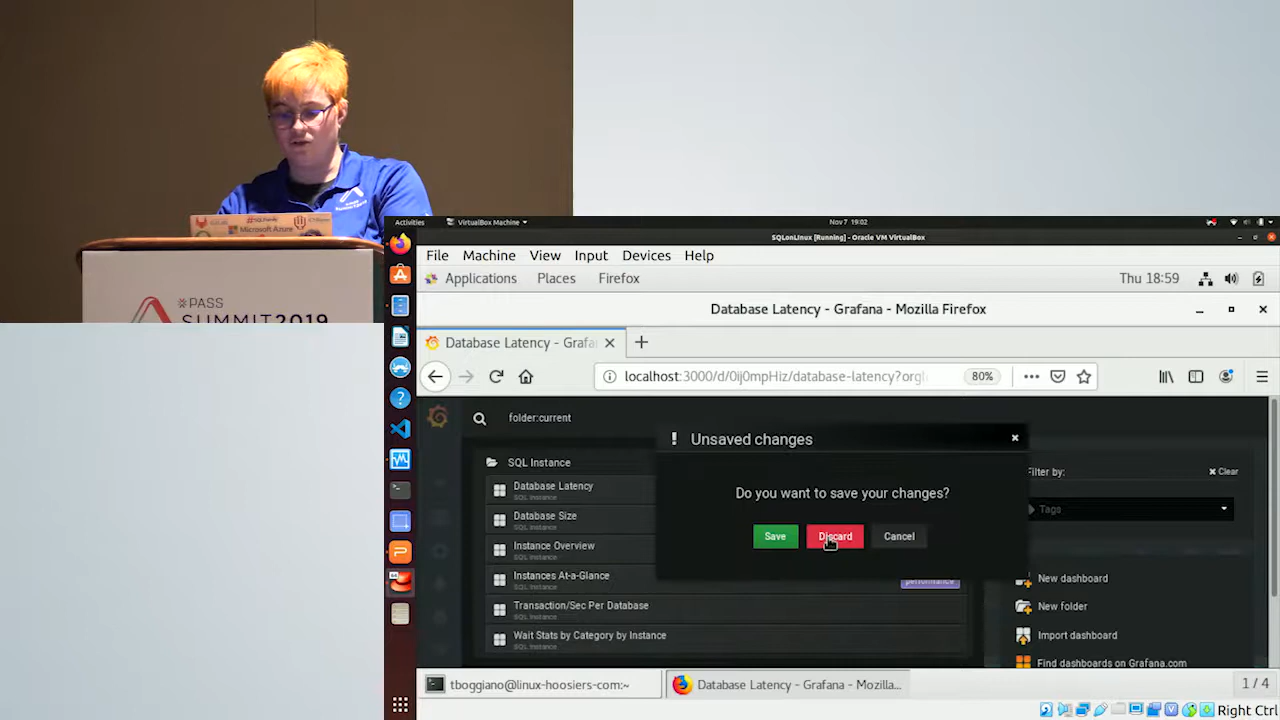 Microsoft Azure
PASS
SUMMIT 2019
Activities
VirtualBox Machine
Nov 7 19:02
SQLonLinux [Running] - Oracle VM VirtualBox
File Machine View Input Devices Help
Applications Places Firefox
Thu 18:59
Database Latency - Grafana - Mozilla Firefox
Database Latency - Grafa
localhost:3000/d/0ij0mpHiz/database-latency?orgI
80%
folder:current
! Unsaved changes
Do you want to save your changes?
Save Discard Cancel
SQL Instance
Database Latency
SQL Instance
Database Size
SQL Instance
Instance Overview
SQL Instance
Instances At-a-Glance
SQL Instance
performance
Transaction/Sec Per Database
SQL Instance
Wait Stats by Category by Instance
SQL Instance
Filter by:
Clear
Tags
New dashboard
New folder
Import dashboard
Find dashboards on Grafana.com
tboggiano@linux-hoosiers-com:~
Database Latency - Grafana - Mozilla...
1 / 4
Right Ctrl